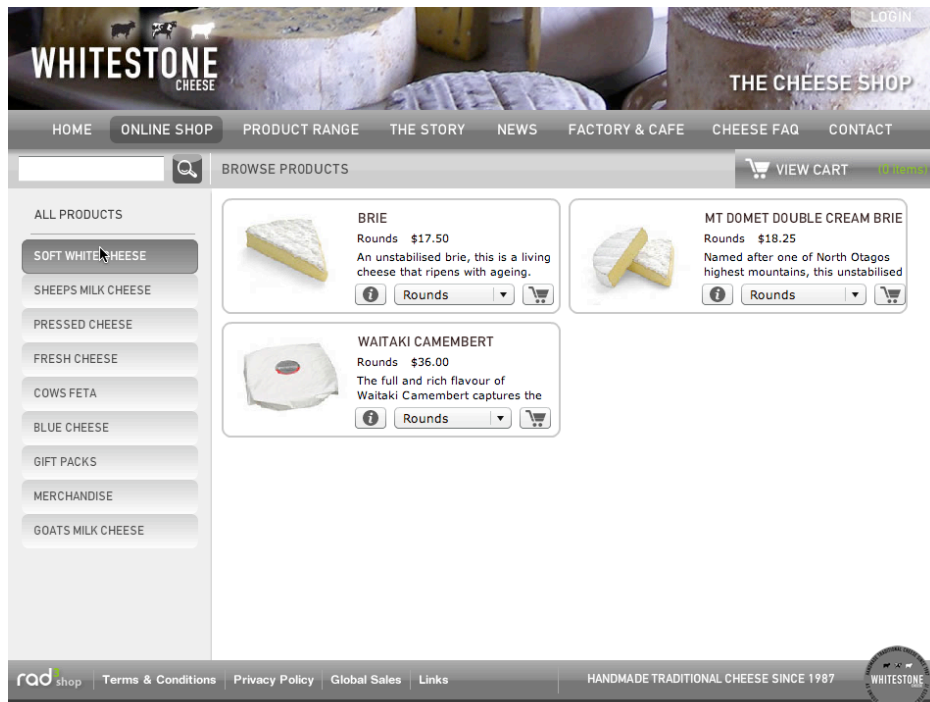 LOGIN
WHITESTONE
CHEESE
THE CHEESE SHOP
HOME ONLINE SHOP PRODUCT RANGE THE STORY NEWS FACTORY & CAFE CHEESE FAQ CONTACT
BROWSE PRODUCTS
VIEW CART (0 items)
ALL PRODUCTS
SOFT WHITE CHEESE
SHEEPS MILK CHEESE
PRESSED CHEESE
FRESH CHEESE
COWS FETA
BLUE CHEESE
GIFT PACKS
MERCHANDISE
GOATS MILK CHEESE
BRIE
Rounds $17.50
An unstabilised brie, this is a living
cheese that ripens with ageing.
Rounds
MT DOMET DOUBLE CREAM BRIE
Rounds $18.25
Named after one of North Otagos
highest mountains, this unstabilised
Rounds
WAITAKI CAMEMBERT
Rounds $36.00
The full and rich flavour of
Waitaki Camembert captures the
Rounds
rad shop Terms & Conditions Privacy Policy Global Sales Links
HANDMADE TRADITIONAL CHEESE SINCE 1987
WHITESTONE